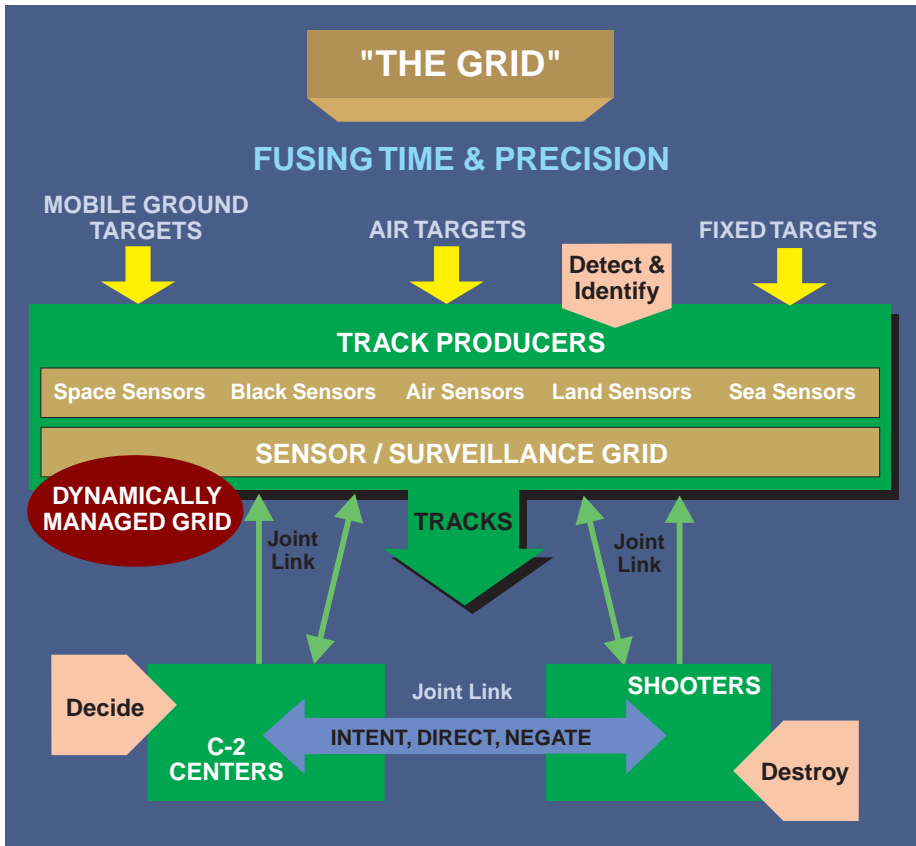 "THE GRID"
FUSING TIME & PRECISION
MOBILE GROUND
TARGETS
AIR TARGETS
FIXED TARGETS
Detect &
Identify
TRACK PRODUCERS
Space Sensors
Black Sensors
Air Sensors
Land Sensors
Sea Sensors
SENSOR / SURVEILLANCE GRID
DYNAMICALLY
MANAGED GRID
Joint
Link
TRACKS
Joint
Link
Decide
C-2
CENTERS
Joint Link
INTENT, DIRECT, NEGATE
SHOOTERS
Destroy